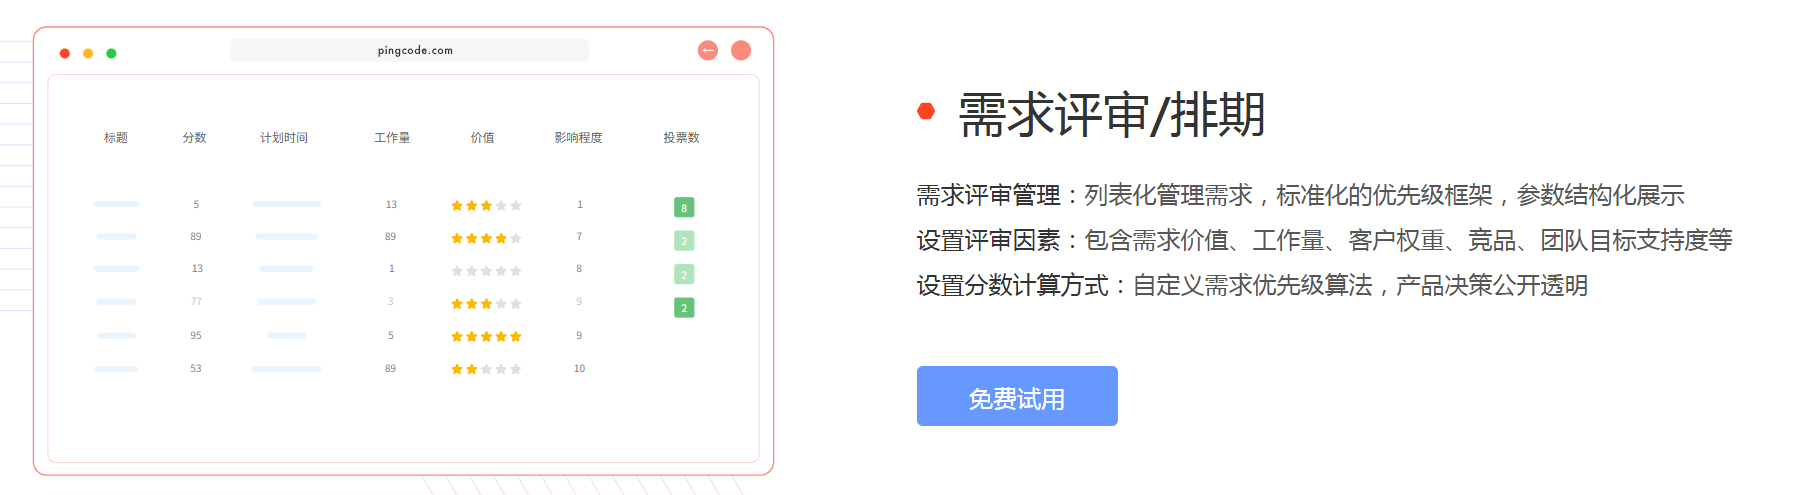 pingcode.com
标题 分数 计划时间 工作量 价值 影响程度 投票数
5 13 1 8
89 89 7 2
13 1 8 2
77 3 9 2
95 5 9
53 89 10
需求评审/排期
需求评审管理：列表化管理需求，标准化的优先级框架，参数结构化展示
设置评审因素：包含需求价值、工作量、客户权重、竞品、团队目标支持度等
设置分数计算方式：自定义需求优先级算法，产品决策公开透明
免费试用